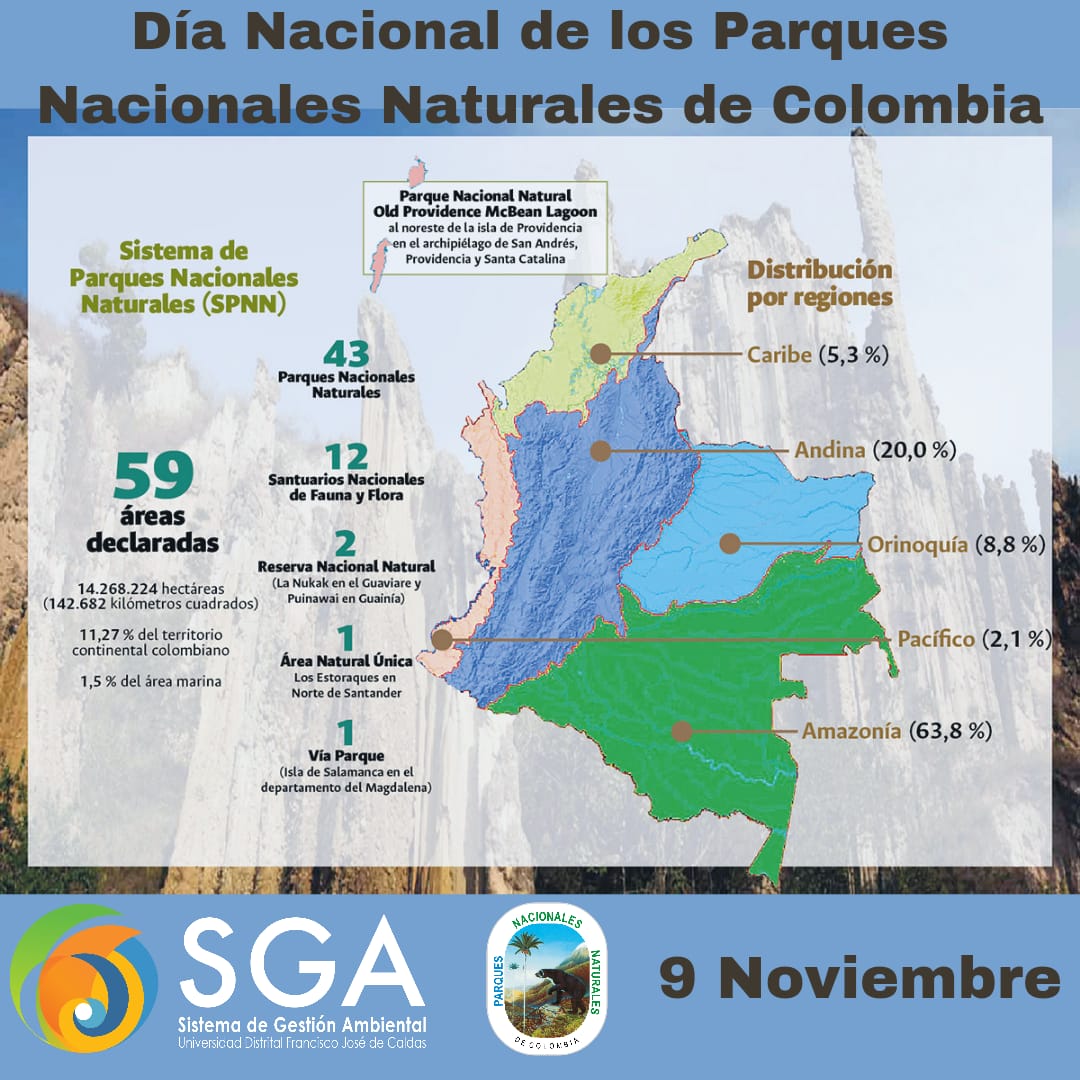 Día Nacional de los Parques
Nacionales Naturales de Colombia
Parque Nacional Natural
Old Providence McBean Lagoon
al noreste de la isla de Providencia
en el archipiélago de San Andrés,
Providencia y Santa Catalina
Sistema de
Parques Nacionales
Naturales (SPNN)
59
áreas
declaradas
14.268.224 hectáreas
(142.682 kilómetros cuadrados)
11,27 % del territorio
continental colombiano
1,5 % del área marina
43
Parques Nacionales
Naturales
12
Santuarios Nacionales
de Fauna y Flora
2
Reserva Nacional Natural
(La Nukak en el Guaviare y
Puinawai en Guainía)
1
Área Natural Única
Los Estoraques en
Norte de Santander
1
Vía Parque
(Isla de Salamanca en el
departamento del Magdalena)
Distribución
por regiones
Caribe (5,3 %)
Andina (20,0 %)
Orinoquía (8,8 %)
Pacífico (2,1 %)
Amazonía (63,8 %)
SGA
Sistema de Gestión Ambiental
Universidad Distrital Francisco José de Caldas
PARQUES
NACIONALES
NATURALES
DE COLOMBIA
9 Noviembre